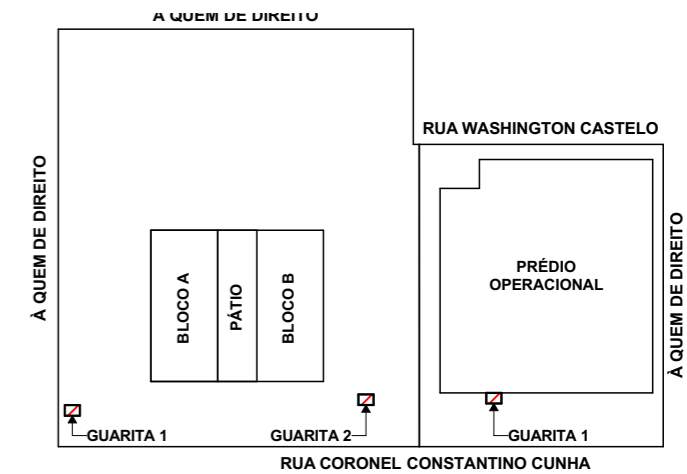 À QUEM DE DIREITO
RUA WASHINGTON CASTELO
À QUEM DE DIREITO
BLOCO A
PÁTIO
BLOCO B
PRÉDIO
OPERACIONAL
À QUEM DE DIREITO
GUARITA 1
GUARITA 2
GUARITA 1
RUA CORONEL CONSTANTINO CUNHA